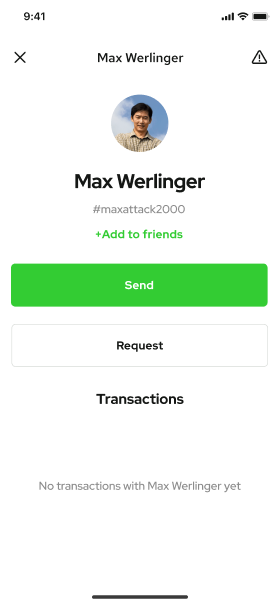 9:41
Max Werlinger
Max Werlinger
#maxattack2000
+Add to friends
Send
Request
Transactions
No transactions with Max Werlinger yet